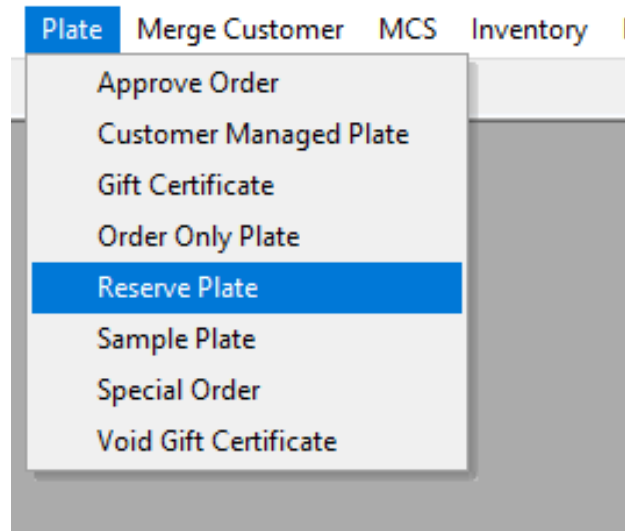 Plate Merge Customer MCS Inventory
Approve Order
Customer Managed Plate
Gift Certificate
Order Only Plate
Reserve Plate
Sample Plate
Special Order
Void Gift Certificate